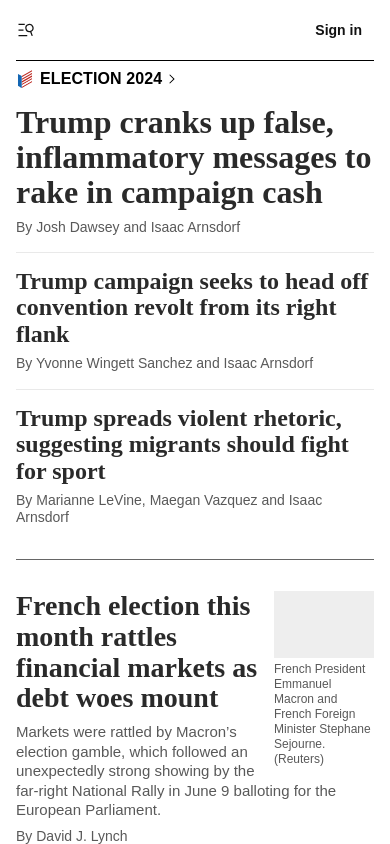 Sign in
ELECTION 2024
Trump cranks up false,
inflammatory messages to
rake in campaign cash
By Josh Dawsey and Isaac Arnsdorf
Trump campaign seeks to head off
convention revolt from its right
flank
By Yvonne Wingett Sanchez and Isaac Arnsdorf
Trump spreads violent rhetoric,
suggesting migrants should fight
for sport
By Marianne LeVine, Maegan Vazquez and Isaac
Arnsdorf
French election this
month rattles
financial markets as
debt woes mount
Markets were rattled by Macron’s
election gamble, which followed an
unexpectedly strong showing by the
far-right National Rally in June 9 balloting for the
European Parliament.
By David J. Lynch
French President
Emmanuel
Macron and
French Foreign
Minister Stephane
Sejourne.
(Reuters)